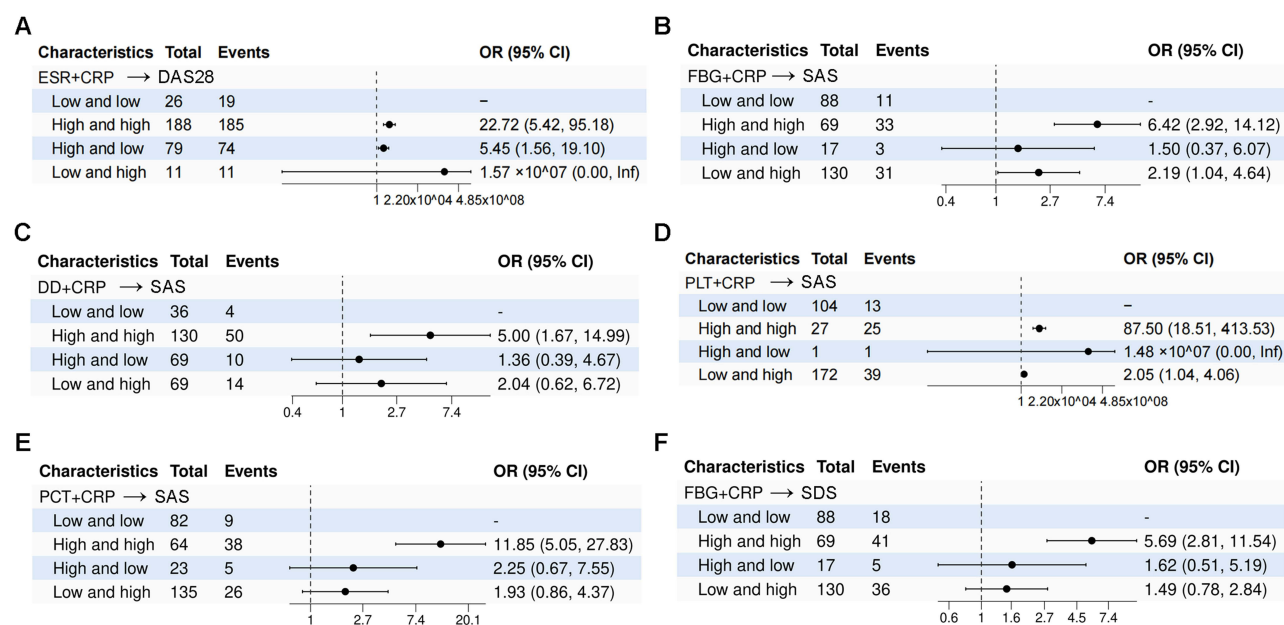 A
Characteristics Total Events OR (95% CI)
ESR+CRP → DAS28
Low and low 26 19 –
High and high 188 185 22.72 (5.42, 95.18)
High and low 79 74 5.45 (1.56, 19.10)
Low and high 11 11 1.57 ×10^07 (0.00, Inf)
1 2.20x10^04 4.85x10^08
B
Characteristics Total Events OR (95% CI)
FBG+CRP → SAS
Low and low 88 11 -
High and high 69 33 6.42 (2.92, 14.12)
High and low 17 3 1.50 (0.37, 6.07)
Low and high 130 31 2.19 (1.04, 4.64)
0.4 1 2.7 7.4
C
Characteristics Total Events OR (95% CI)
DD+CRP → SAS
Low and low 36 4 -
High and high 130 50 5.00 (1.67, 14.99)
High and low 69 10 1.36 (0.39, 4.67)
Low and high 69 14 2.04 (0.62, 6.72)
0.4 1 2.7 7.4
D
Characteristics Total Events OR (95% CI)
PLT+CRP → SAS
Low and low 104 13 –
High and high 27 25 87.50 (18.51, 413.53)
High and low 1 1 1.48 ×10^07 (0.00, Inf)
Low and high 172 39 2.05 (1.04, 4.06)
1 2.20x10^04 4.85x10^08
E
Characteristics Total Events OR (95% CI)
PCT+CRP → SAS
Low and low 82 9 -
High and high 64 38 11.85 (5.05, 27.83)
High and low 23 5 2.25 (0.67, 7.55)
Low and high 135 26 1.93 (0.86, 4.37)
1 2.7 7.4 20.1
F
Characteristics Total Events OR (95% CI)
FBG+CRP → SDS
Low and low 88 18 -
High and high 69 41 5.69 (2.81, 11.54)
High and low 17 5 1.62 (0.51, 5.19)
Low and high 130 36 1.49 (0.78, 2.84)
0.6 1 1.6 2.7 4.5 7.4